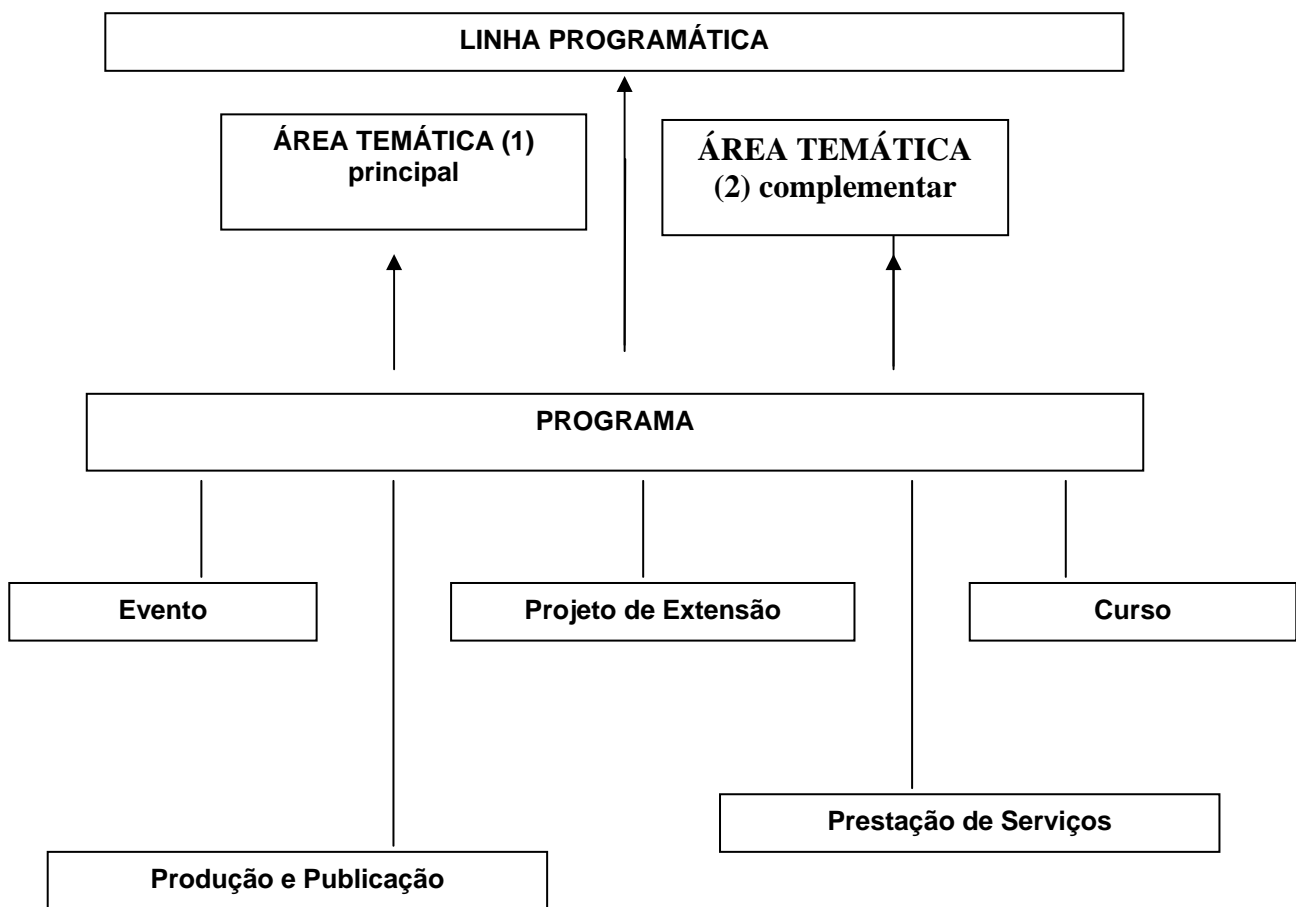 LINHA PROGRAMÁTICA
ÁREA TEMÁTICA (1)
principal
ÁREA TEMÁTICA
(2) complementar
PROGRAMA
Evento
Projeto de Extensão
Curso
Prestação de Serviços
Produção e Publicação